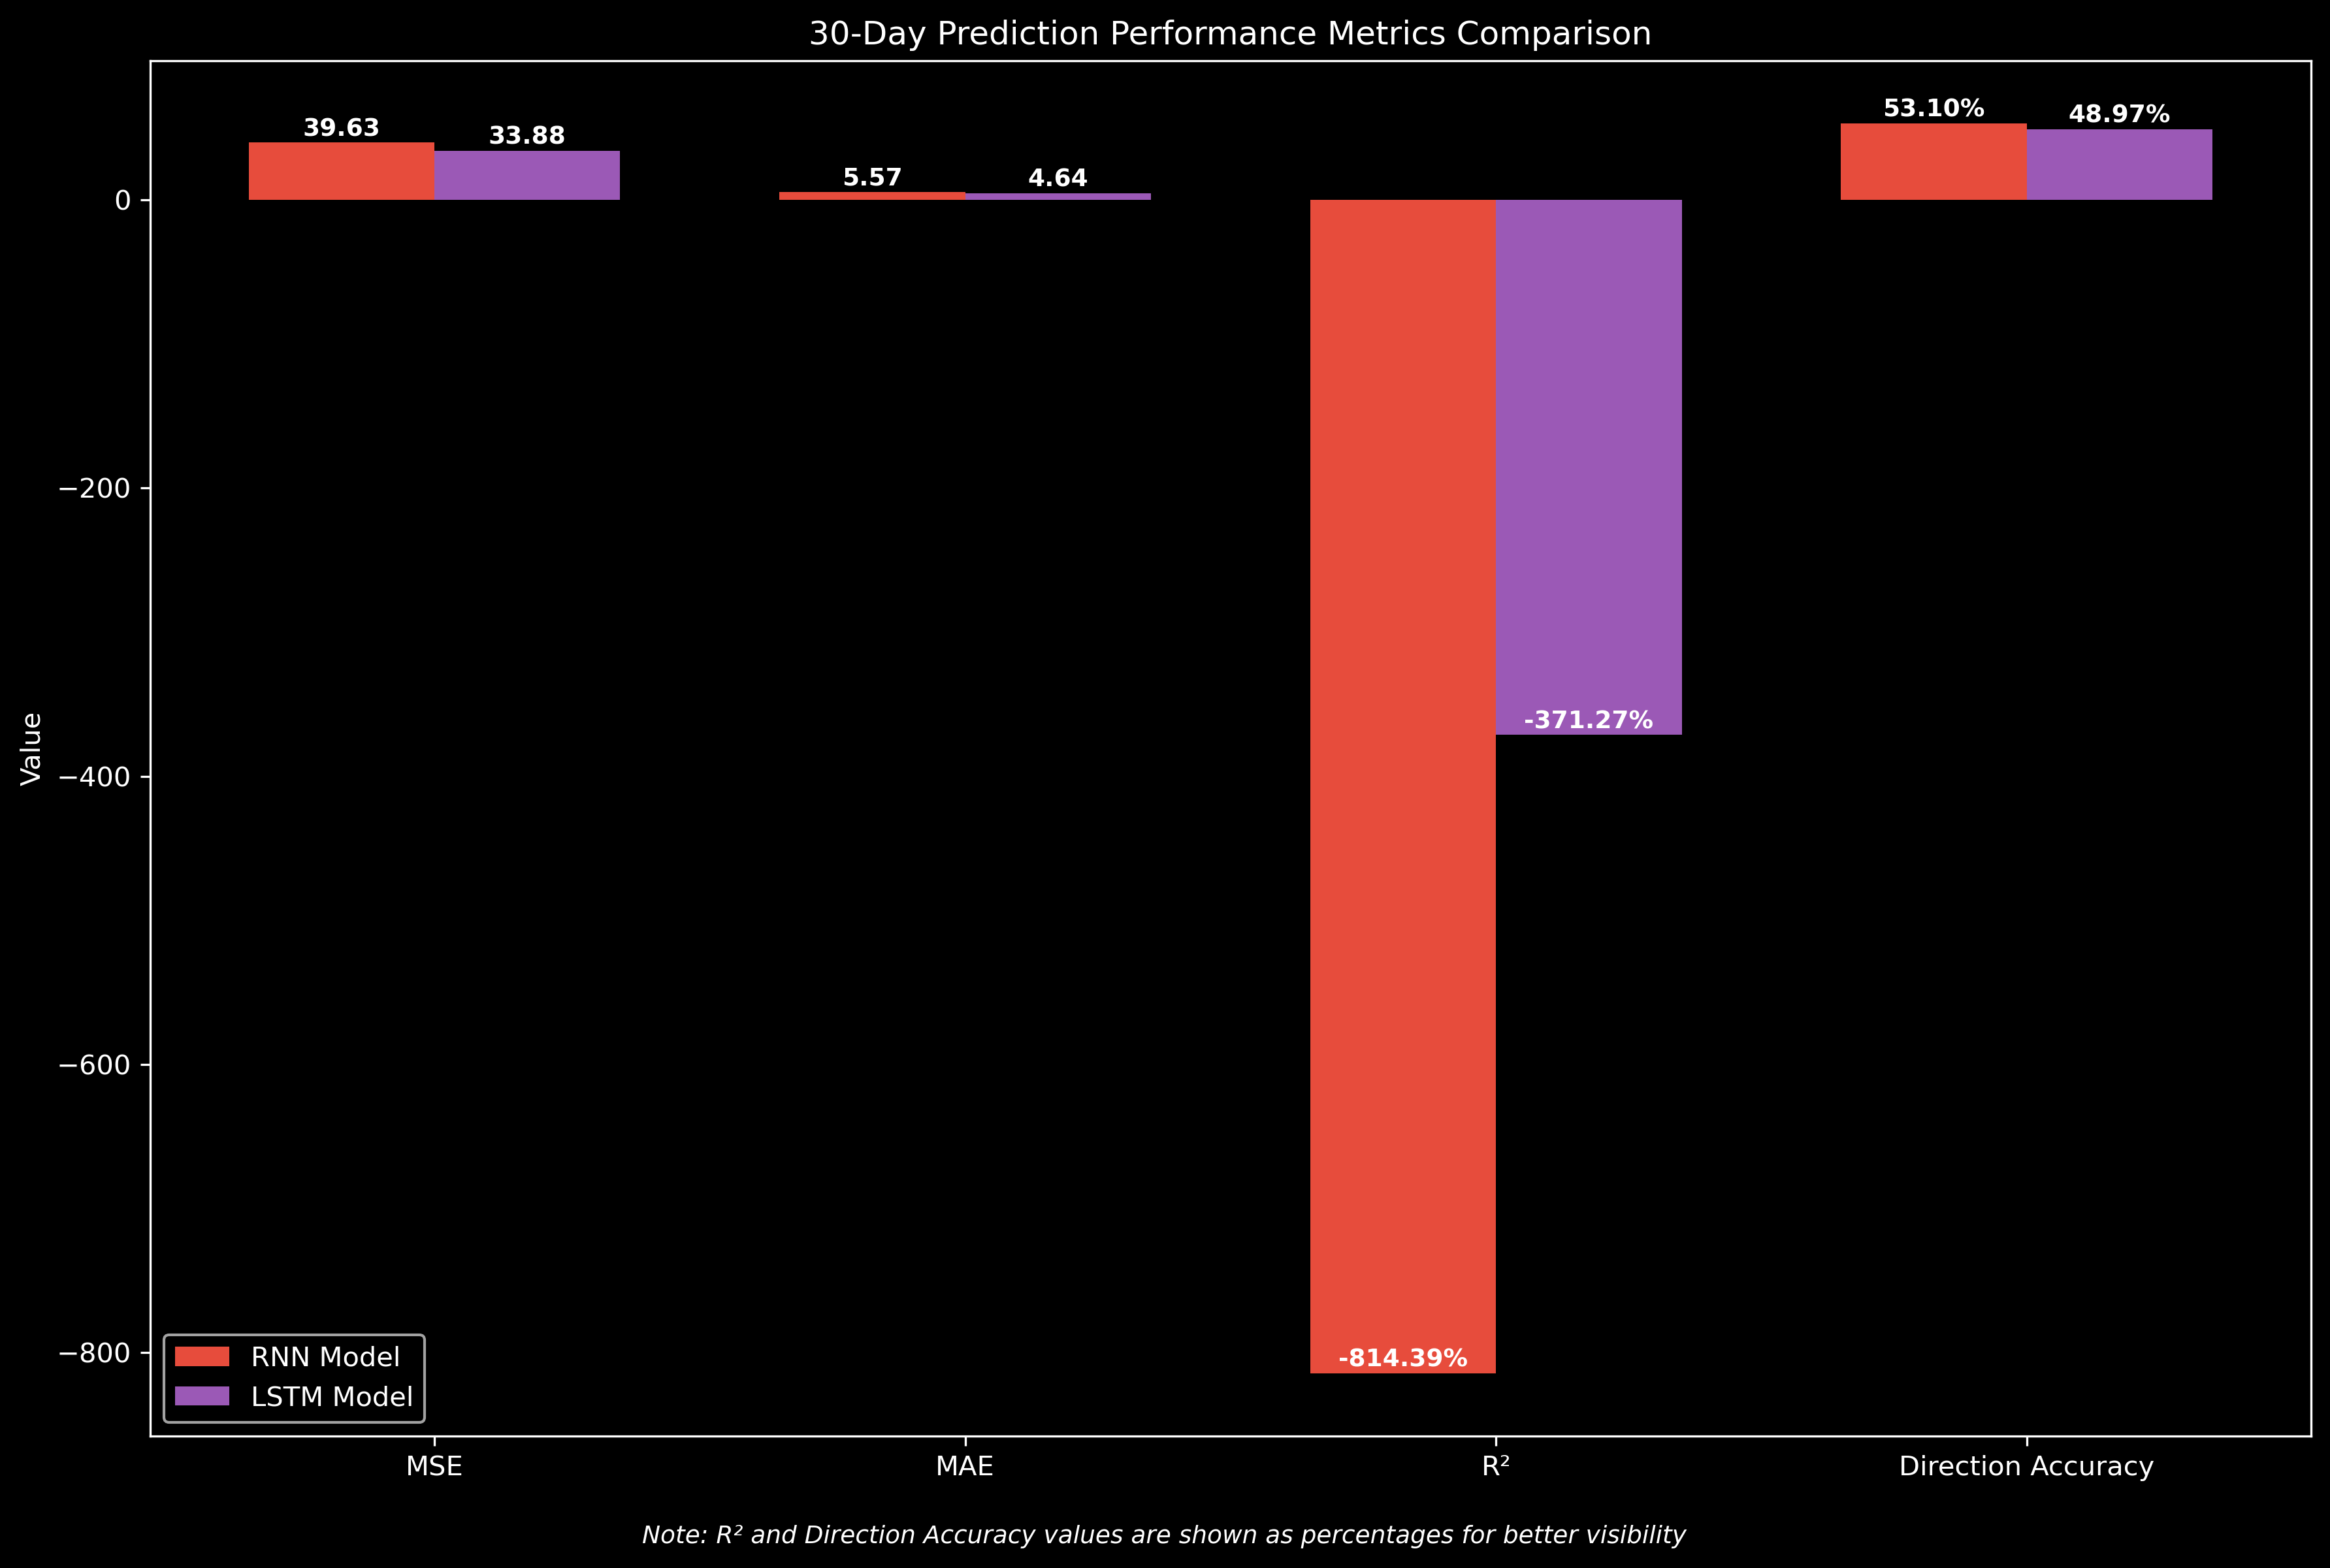 30-Day Prediction Performance Metrics Comparison
39.63
33.88
5.57
4.64
-814.39%
-371.27%
53.10%
48.97%
Value
0
−200
−400
−600
−800
RNN Model
LSTM Model
MSE
MAE
R²
Direction Accuracy
Note: R² and Direction Accuracy values are shown as percentages for better visibility